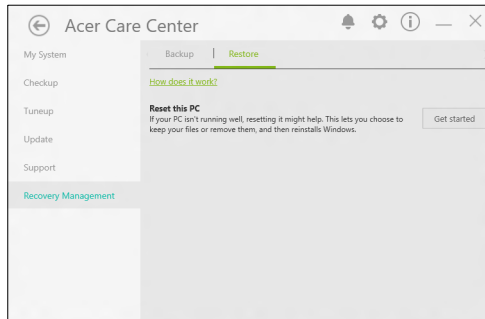 Acer Care Center
My System
Backup
Restore
Checkup
How does it work?
Tuneup
Reset this PC
If your PC isn't running well, resetting it might help. This lets you choose to
keep your files or remove them, and then reinstalls Windows.
Get started
Update
Support
Recovery Management